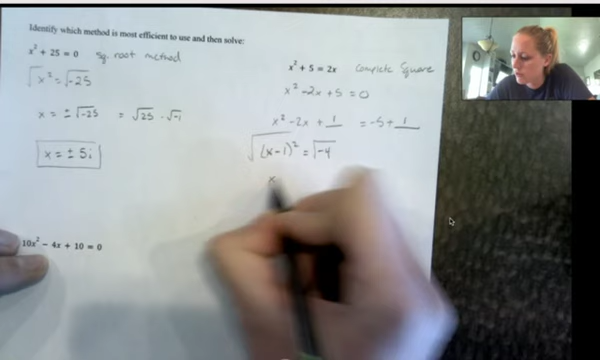 Identify which method is most efficient to use and then solve:
x² + 25 = 0 Sq. root method
√x² = √-25
x = ± √-25 = √25 · √-1
x = ± 5i
x² + 5 = 2x Complete Square
x² - 2x + 5 = 0
x² - 2x + 1 = -5 + 1
√(x - 1)² = √-4
x
10x² - 4x + 10 = 0